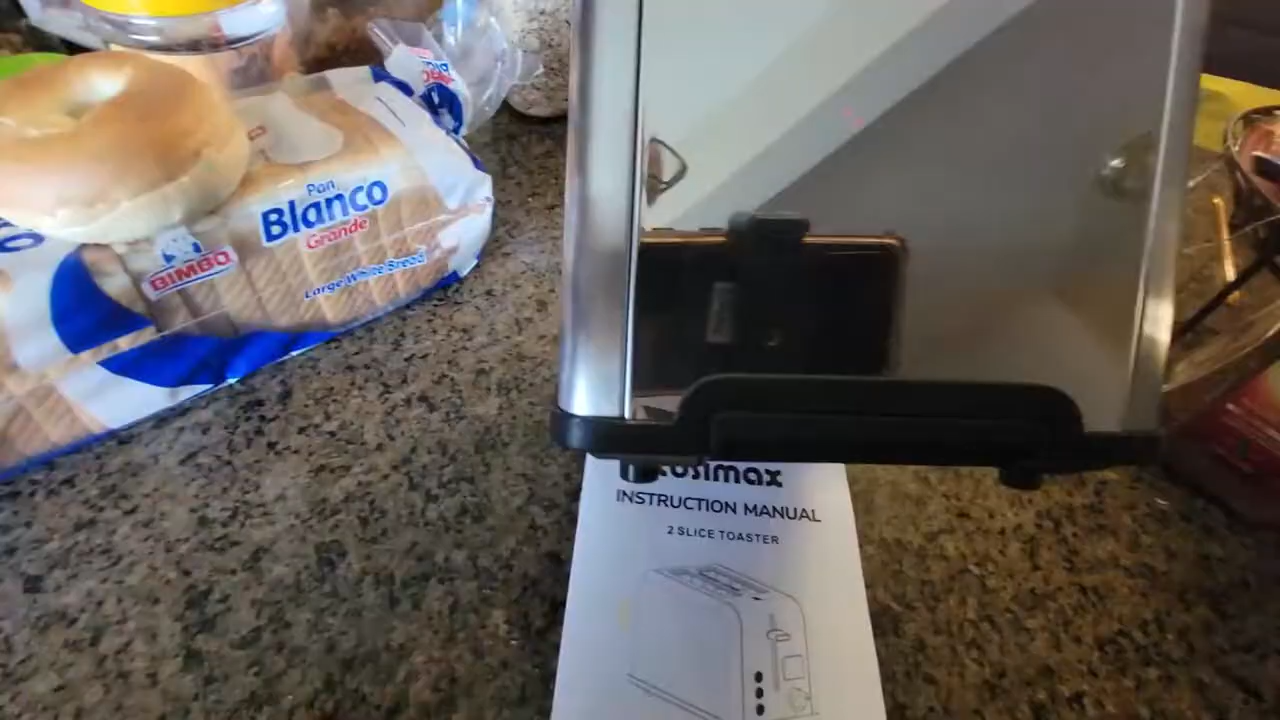 Pan
Blanco
Grande
BIMBO
Large White Bread
INSTRUCTION MANUAL
2 SLICE TOASTER